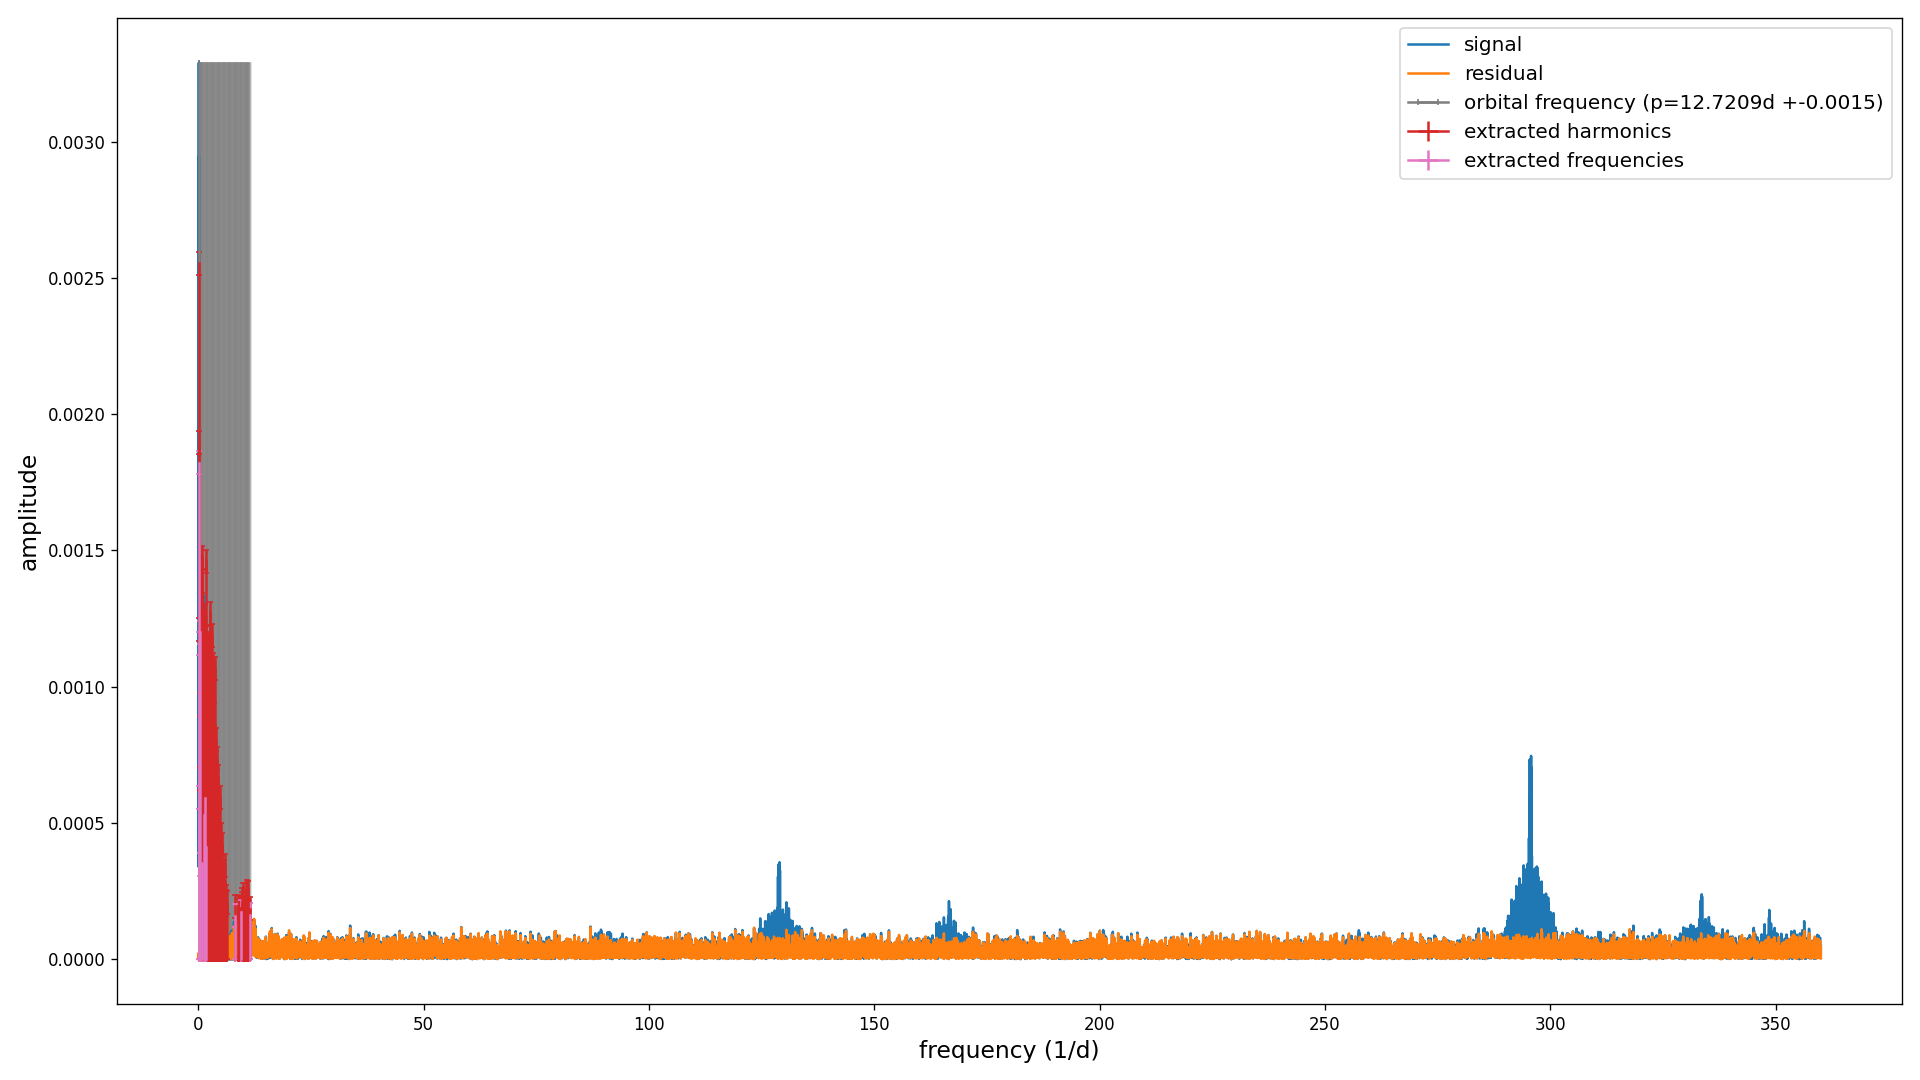 signal
residual
orbital frequency (p=12.7209d +-0.0015)
extracted harmonics
extracted frequencies
amplitude
0.0030
0.0025
0.0020
0.0015
0.0010
0.0005
0.0000
0 50 100 150 200 250 300 350
frequency (1/d)